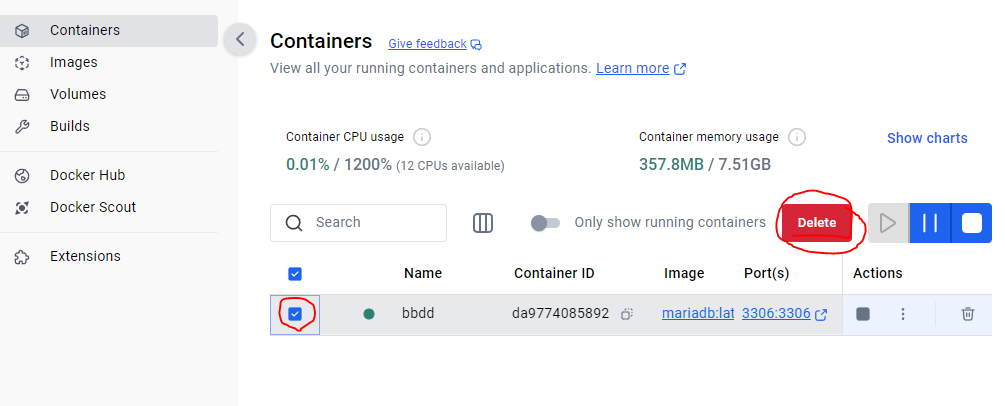 Containers
Images
Volumes
Builds
Docker Hub
Docker Scout
Extensions
Containers Give feedback
View all your running containers and applications. Learn more
Container CPU usage
0.01% / 1200% (12 CPUs available)
Container memory usage
357.8MB / 7.51GB
Show charts
Search
Only show running containers
Delete
Name Container ID Image Port(s) Actions
bbdd da9774085892 mariadb:lat 3306:3306